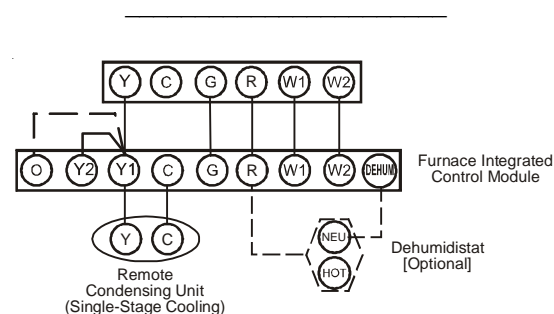 Y C G R W1 W2
O Y2 Y1 C G R W1 W2 DEHUM
Furnace Integrated
Control Module
Y C
NEU
HOT
Dehumidistat
[Optional]
Remote
Condensing Unit
(Single-Stage Cooling)